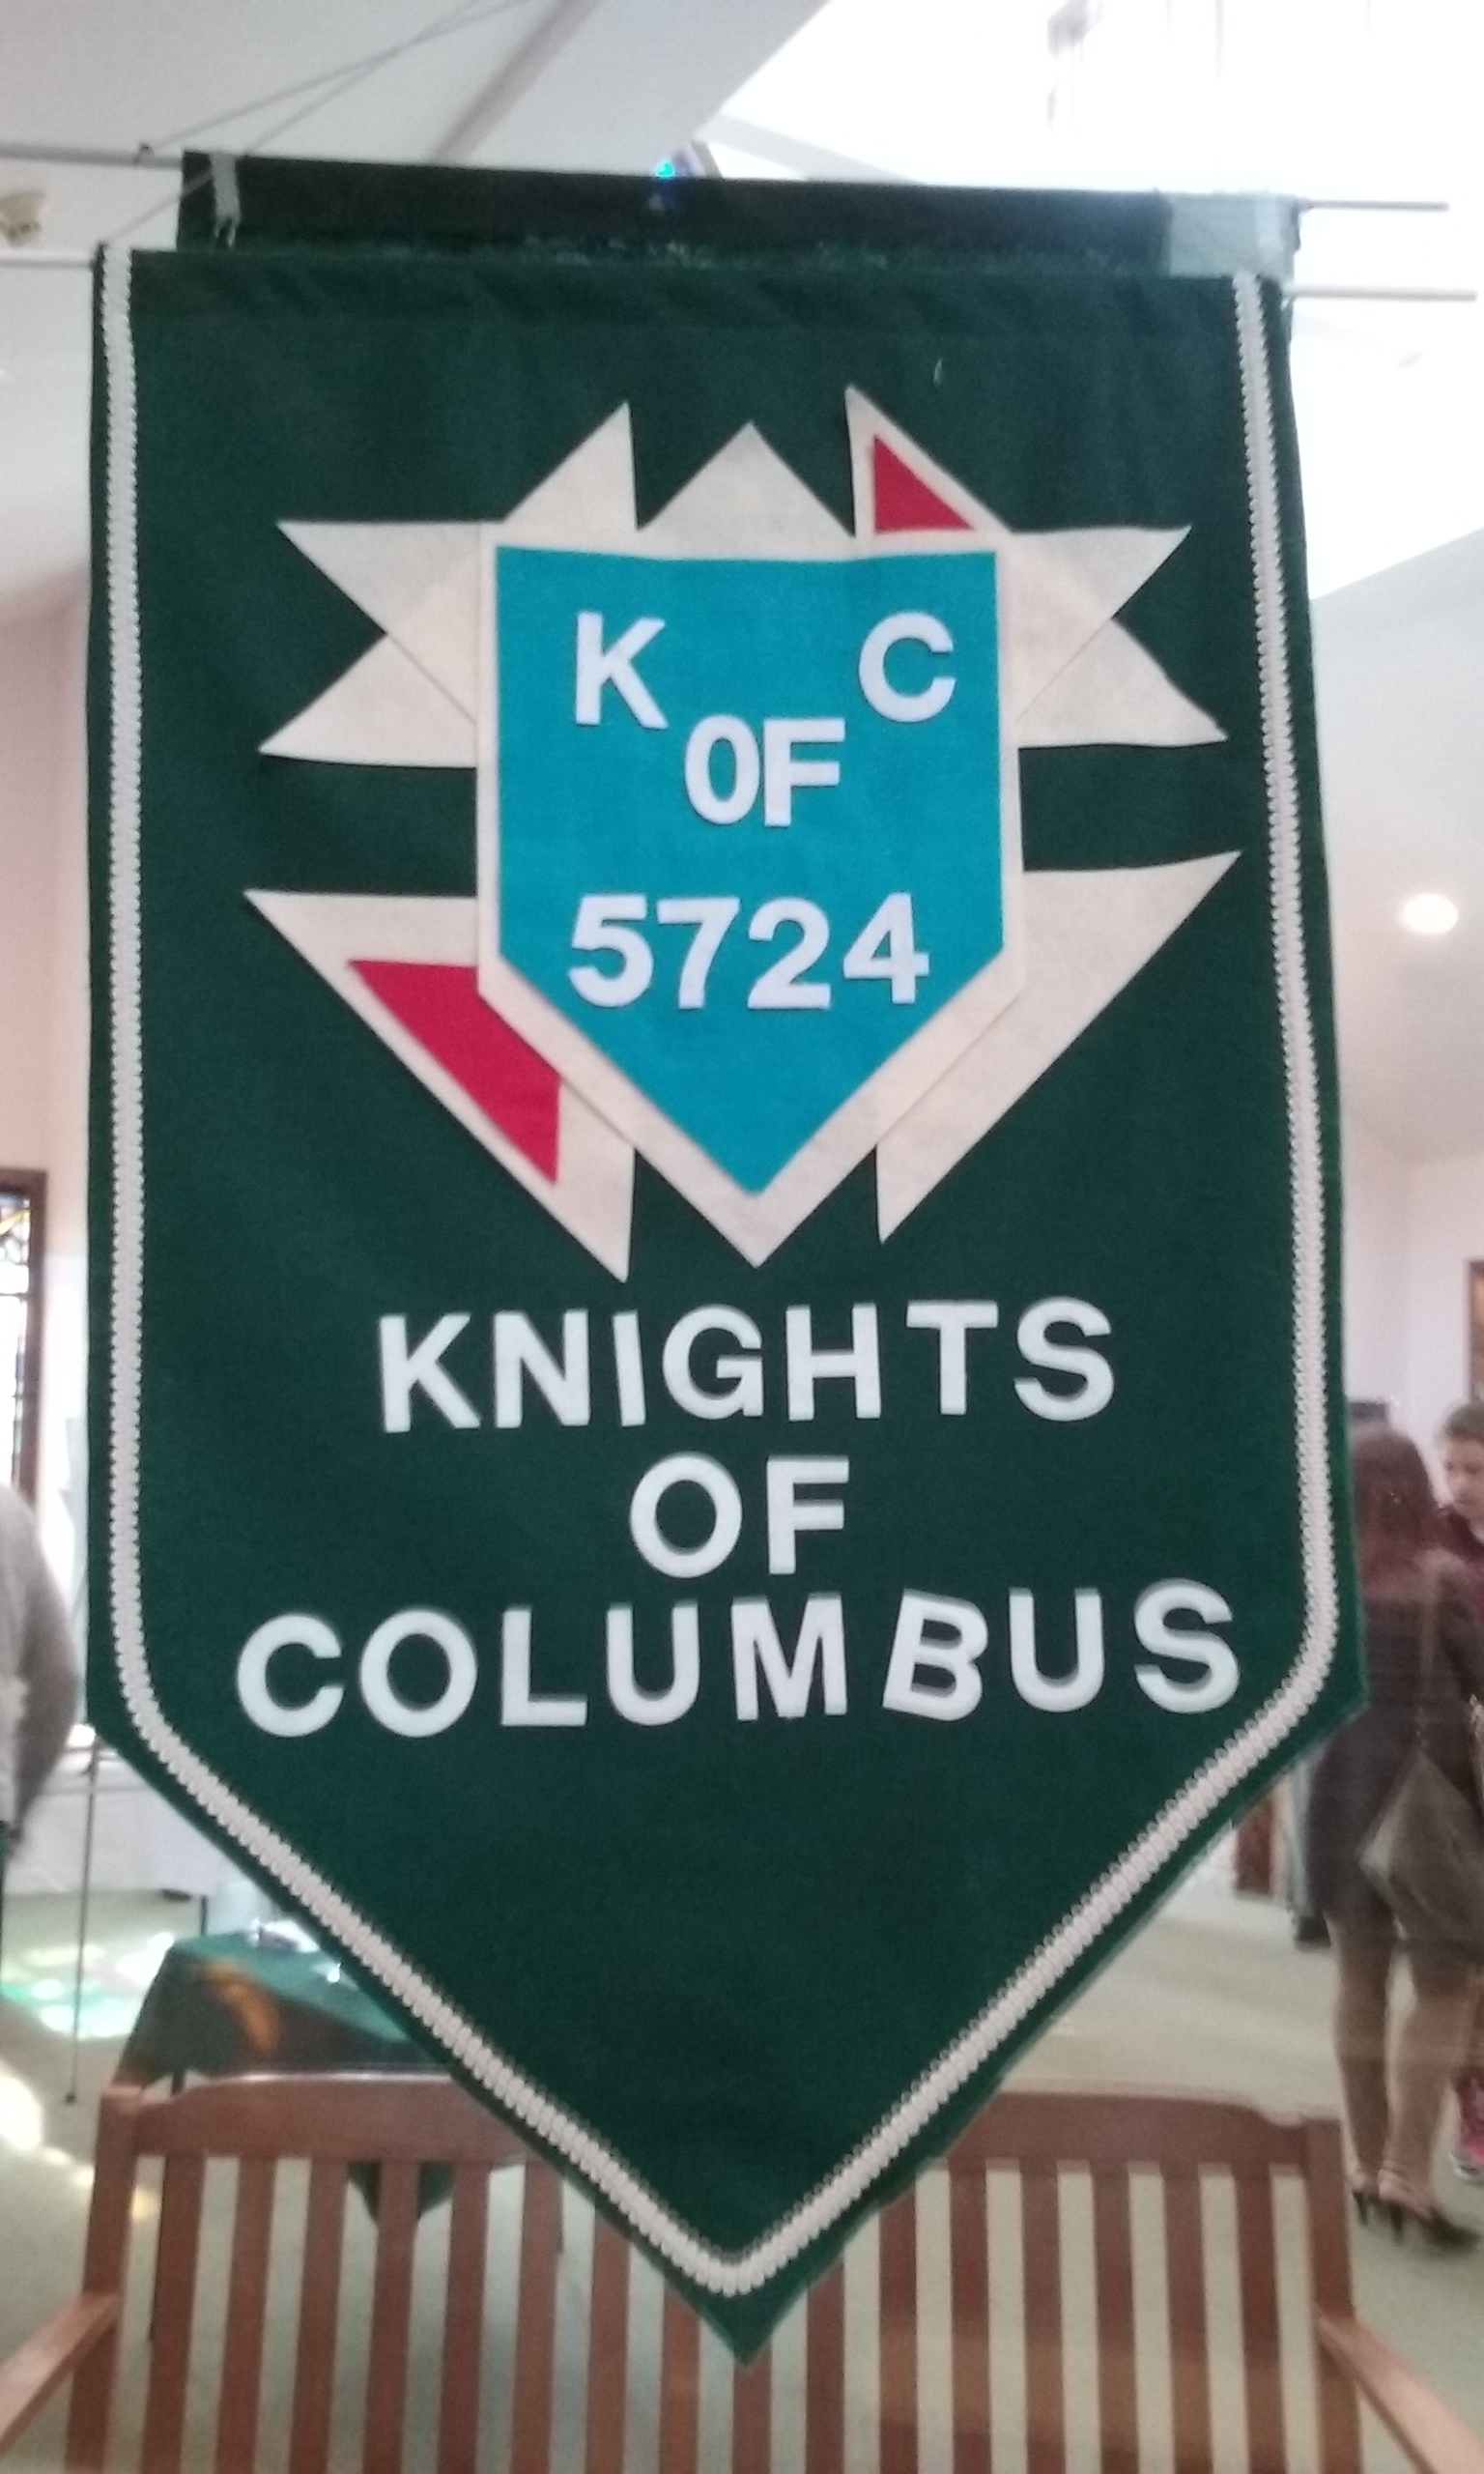 K C
OF
5724
KNIGHTS
OF
COLUMBUS